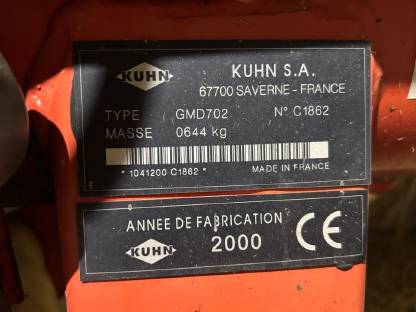 KUHN
KUHN S.A.
67700 SAVERNE - FRANCE
TYPE GMD702 N° C1862
MASSE 0644 kg
* 1041200 C1862 * MADE IN FRANCE
ANNEE DE FABRICATION
KUHN 2000 CE